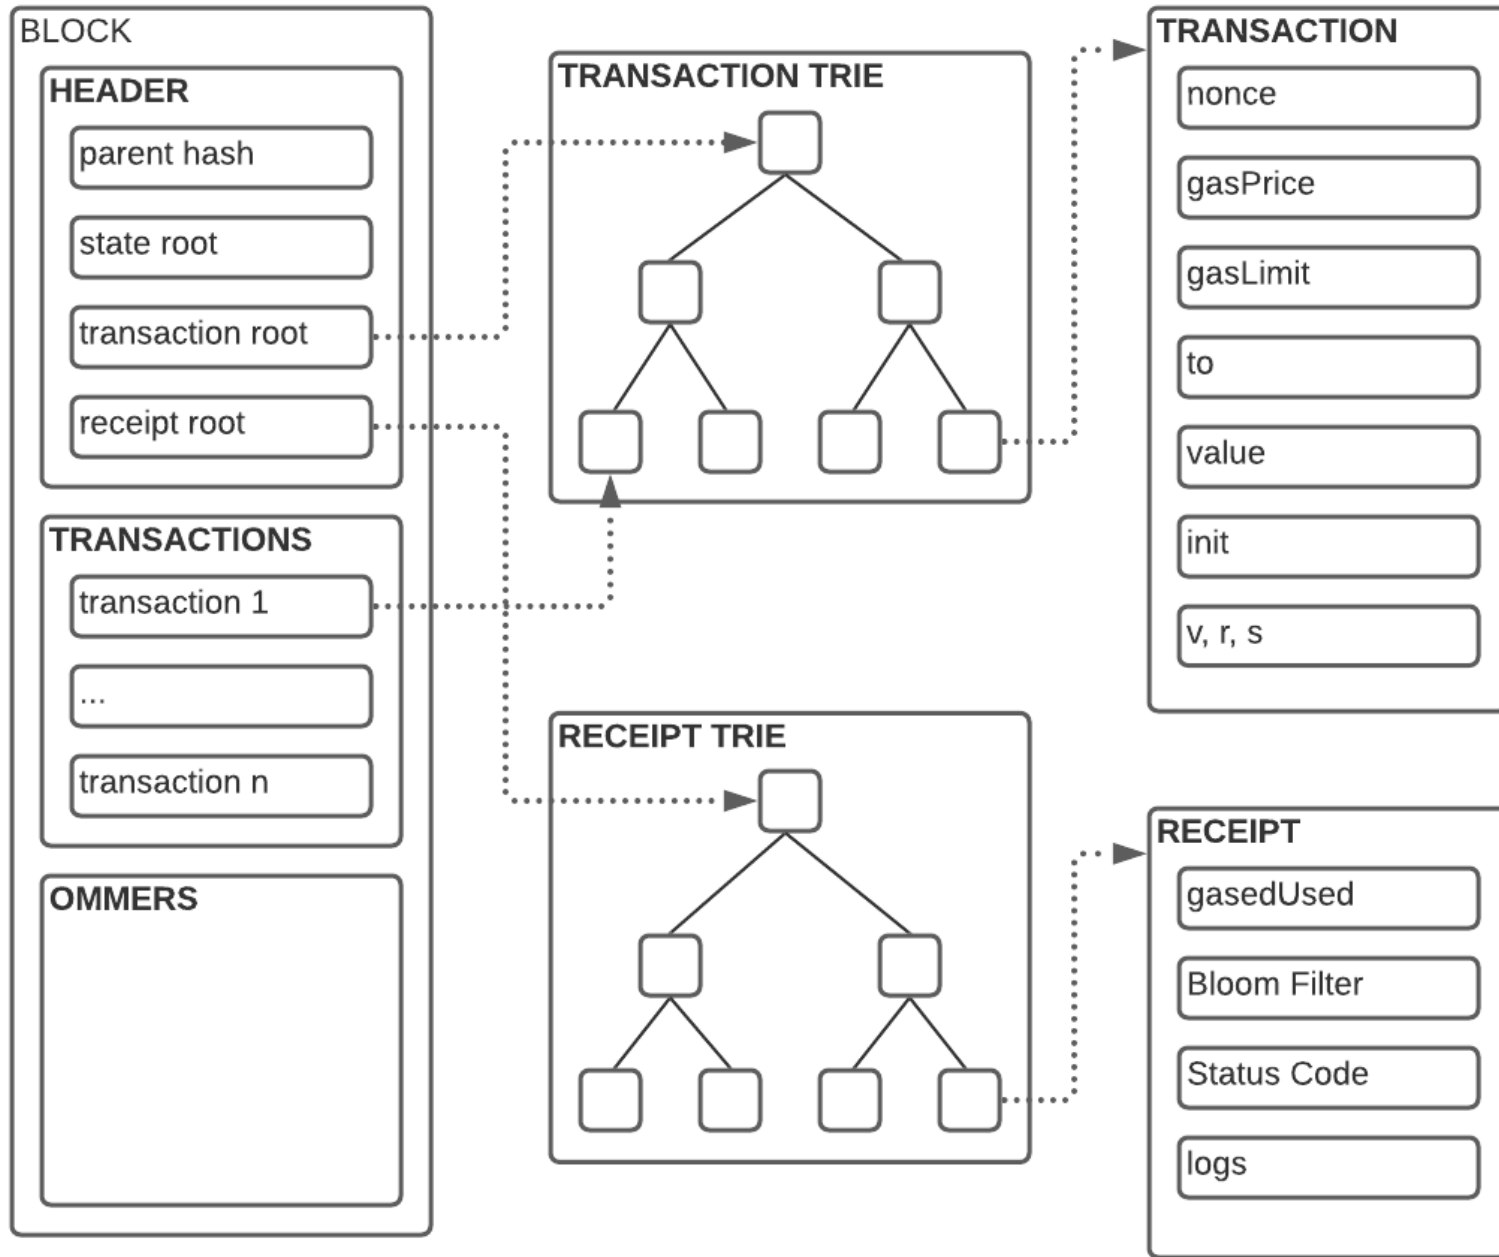 BLOCK
HEADER
parent hash
state root
transaction root
receipt root
TRANSACTIONS
transaction 1
...
transaction n
OMMERS
TRANSACTION TRIE
RECEIPT TRIE
TRANSACTION
nonce
gasPrice
gasLimit
to
value
init
v, r, s
RECEIPT
gasedUsed
Bloom Filter
Status Code
logs